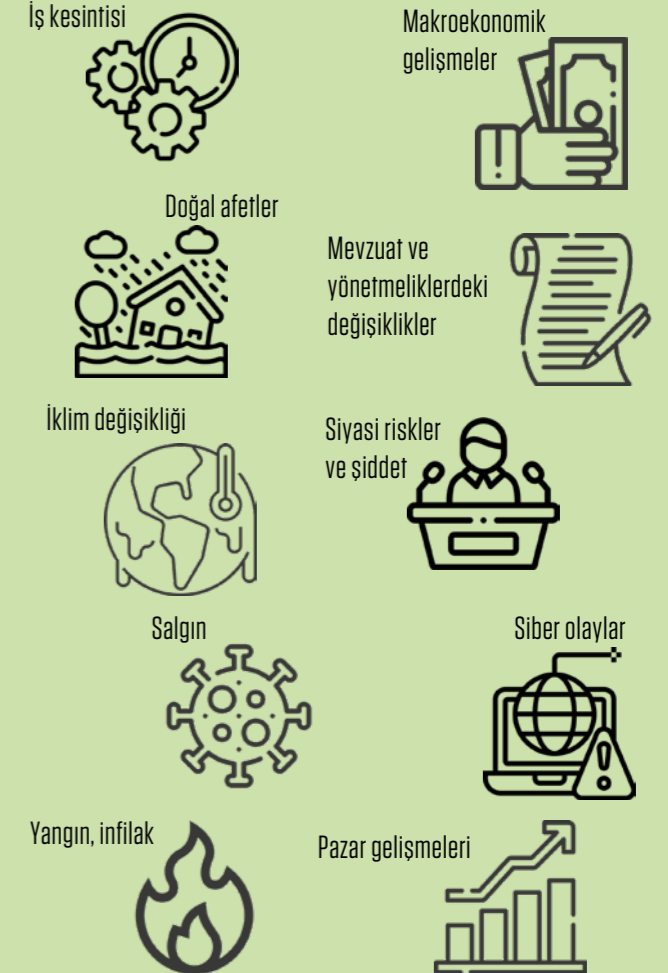 İş kesintisi
Makroekonomik
gelişmeler
Doğal afetler
Mevzuat ve
yönetmeliklerdeki
değişiklikler
İklim değişikliği
Siyasi riskler
ve şiddet
Salgın
Siber olaylar
Yangın, infilak
Pazar gelişmeleri